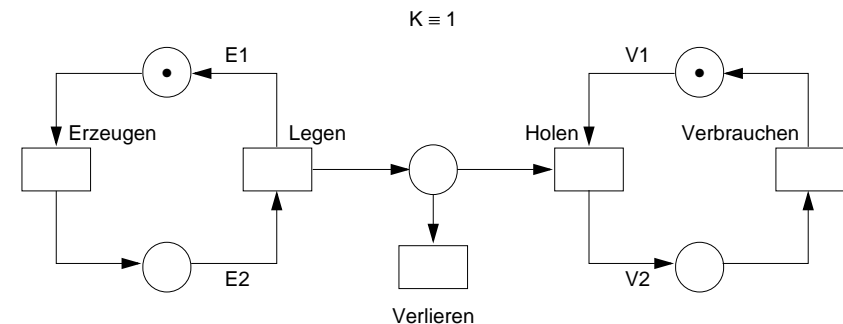 K ≡ 1
E1
V1
Erzeugen
Legen
Holen
Verbrauchen
E2
V2
Verlieren